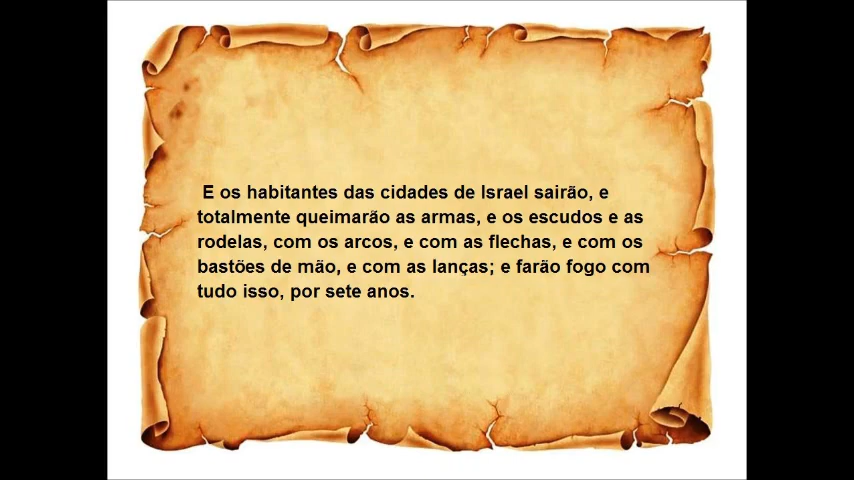 E os habitantes das cidades de Israel sairão, e
totalmente queimarão as armas, e os escudos e as
rodelas, com os arcos, e com as flechas, e com os
bastões de mão, e com as lanças; e farão fogo com
tudo isso, por sete anos.